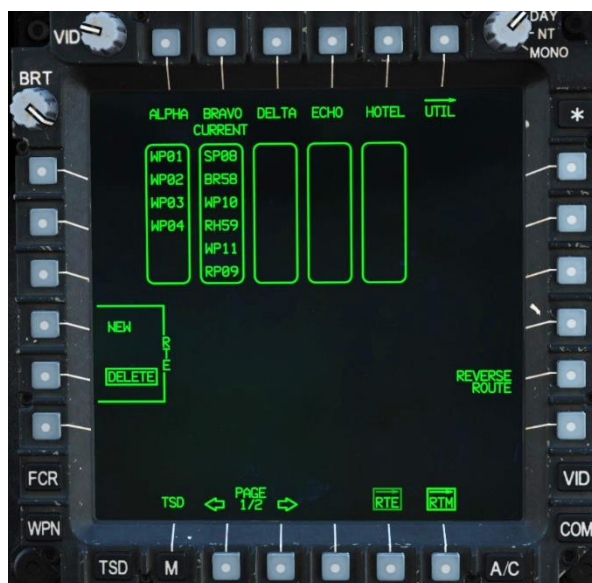 DAY
VID
NT
MONO
BRT
ALPHA BRAVO DELTA ECHO HOTEL UTIL
CURRENT
*
WP01 SP08
WP02 BR58
WP03 WP10
WP04 RH59
WP11
RP09
NEW
RTE
DELETE
REVERSE
ROUTE
FCR
VID
PAGE
TSD 1/2 RTE RTM
WPN
COM
TSD M A/C